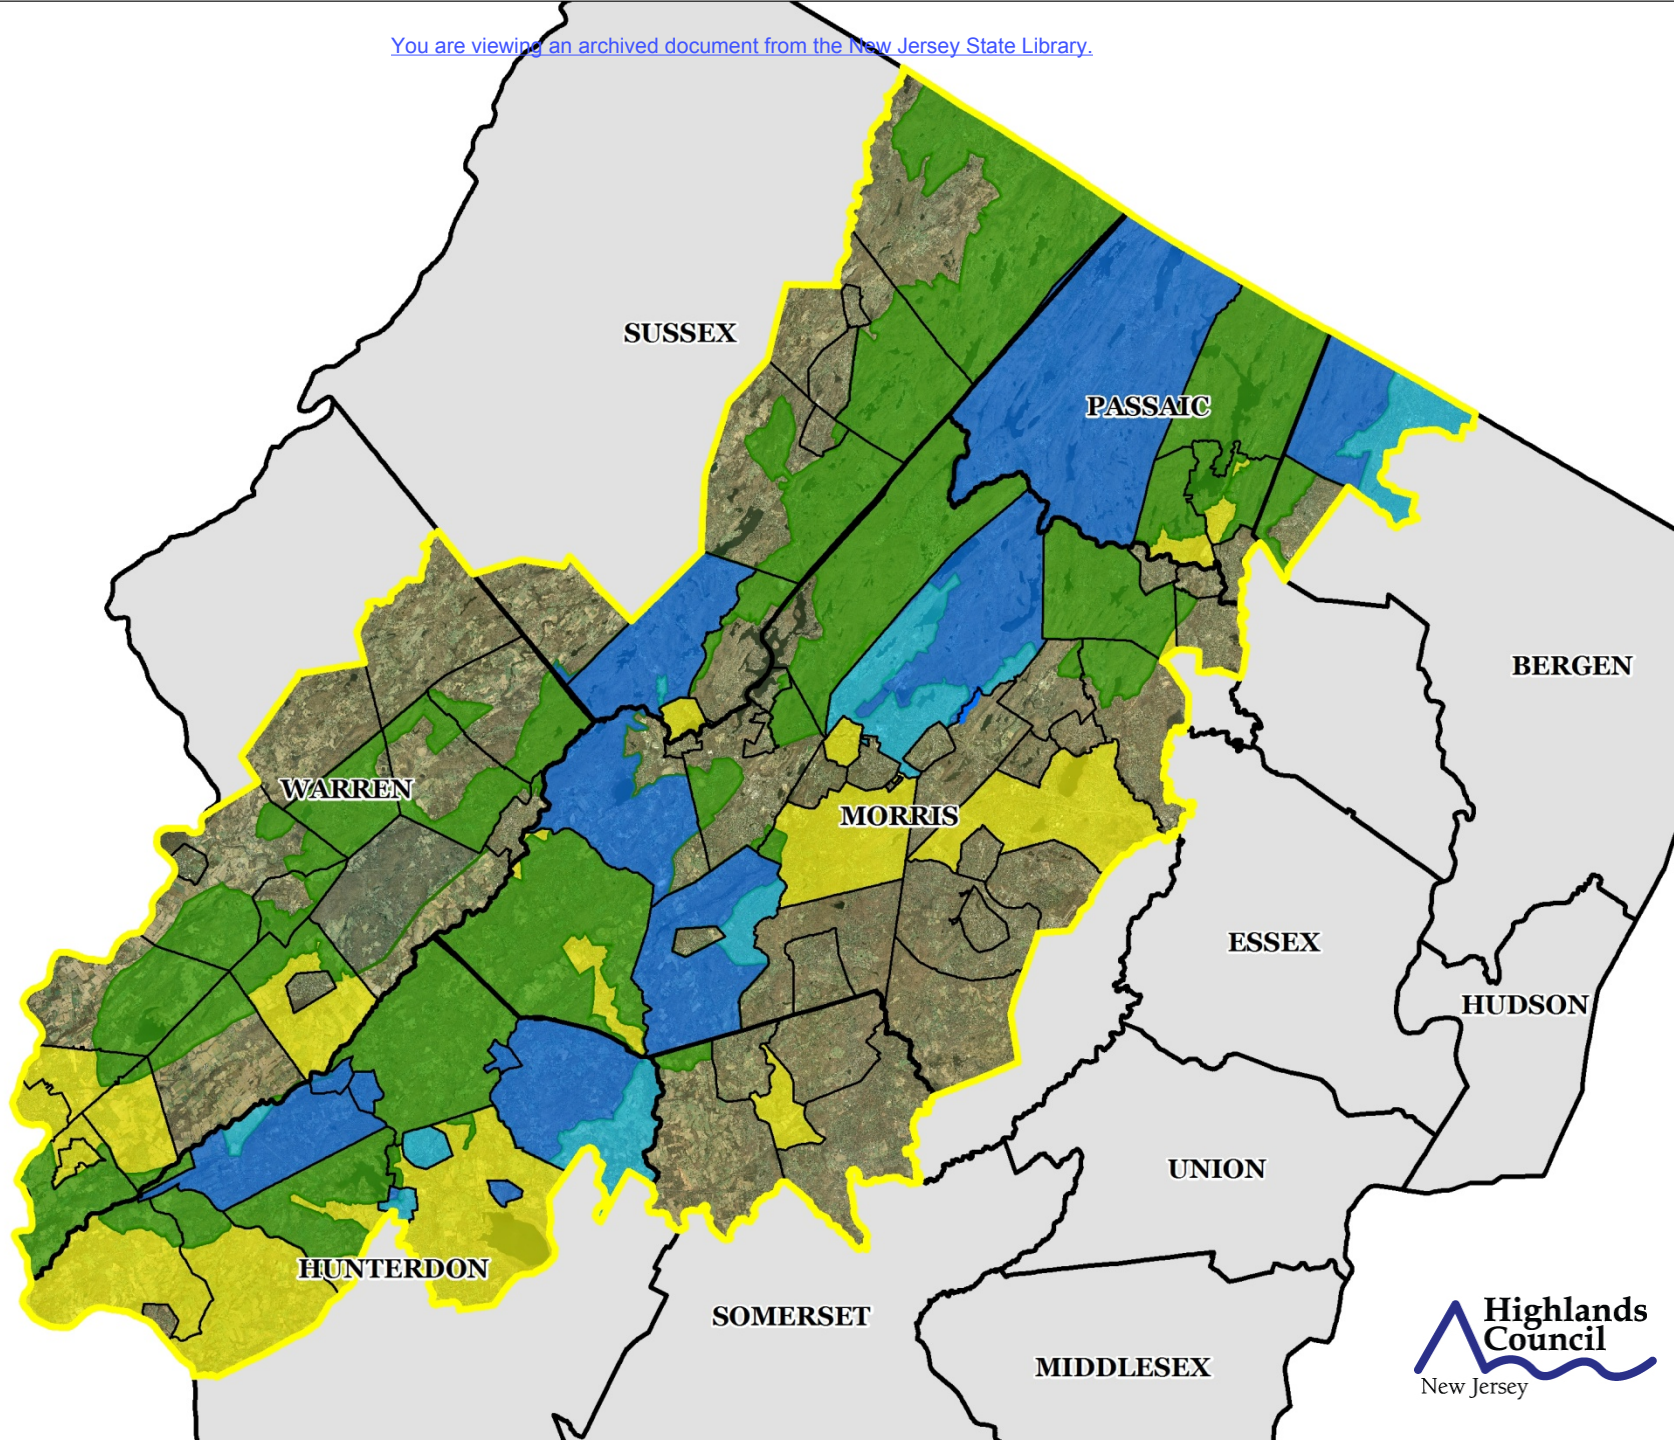 You are viewing an archived document from the New Jersey State Library.
SUSSEX
PASSAIC
BERGEN
WARREN
MORRIS
ESSEX
HUDSON
UNION
HUNTERDON
SOMERSET
MIDDLESEX
Highlands
Council
New Jersey